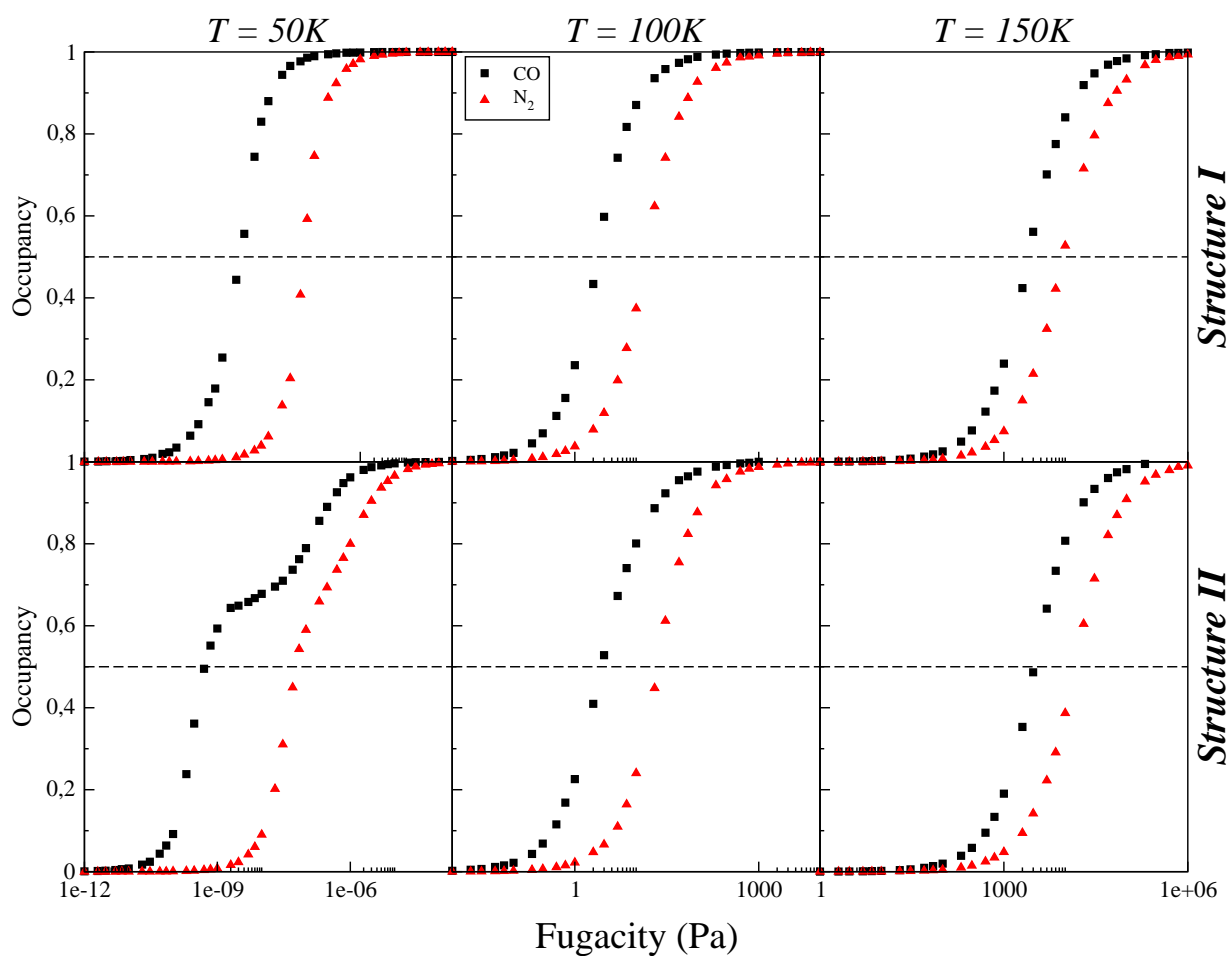 T = 50K T = 100K T = 150K
1
0,8
0,6
0,4
0,2
Occupancy
CO
N2
Structure I
1
0,8
0,6
0,4
0,2
0
Occupancy
Structure II
1e-12 1e-09 1e-06 1 1000 1 1000 1e+06
Fugacity (Pa)